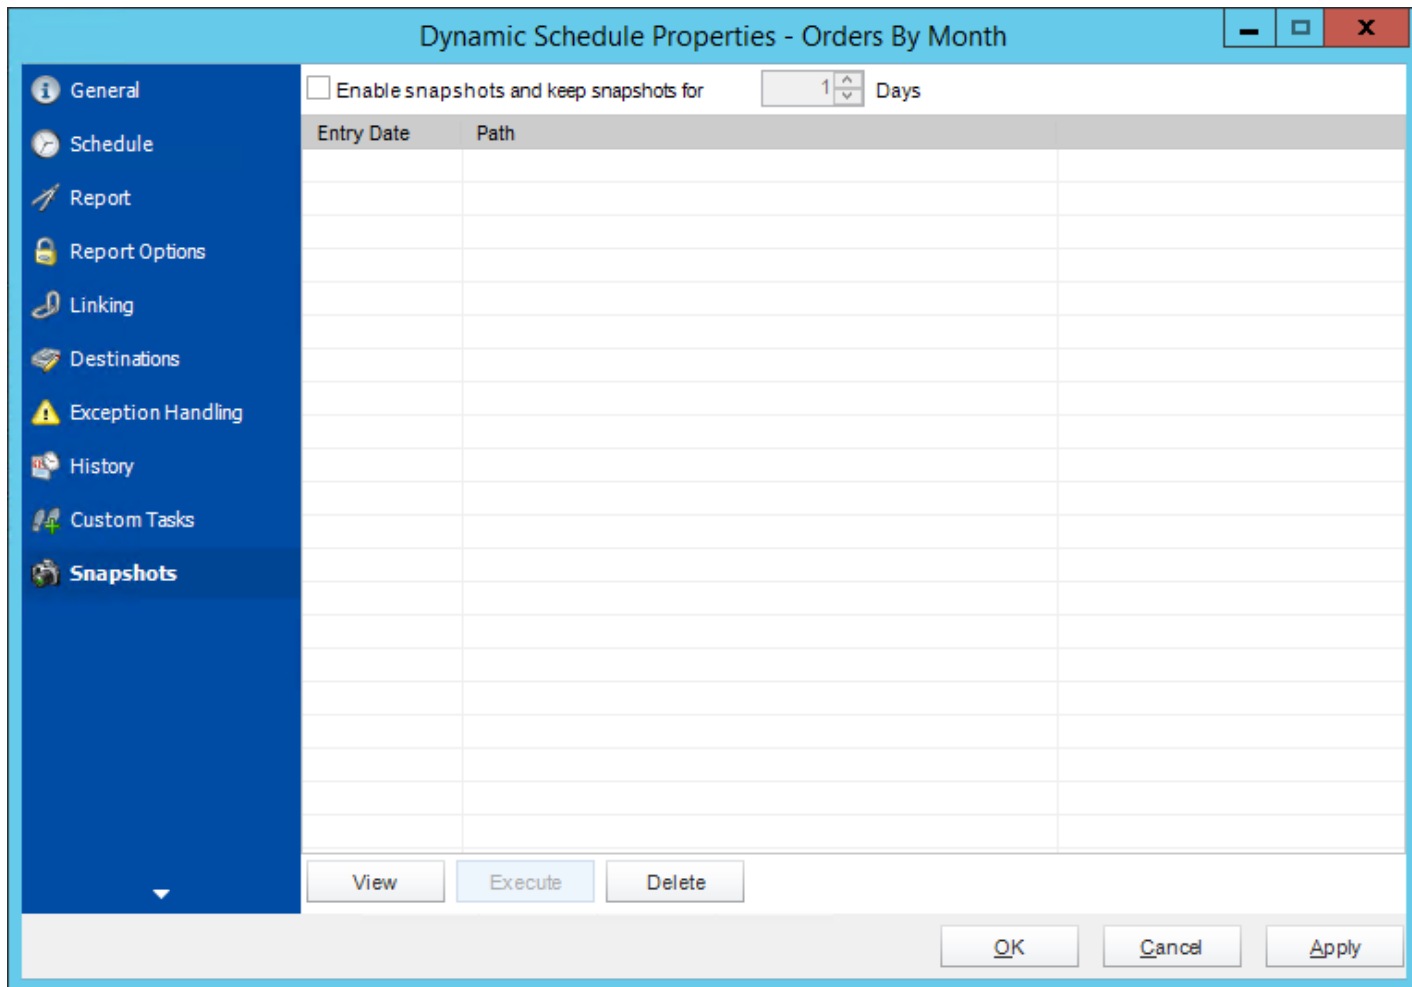 Dynamic Schedule Properties - Orders By Month
General
Schedule
Report
Report Options
Linking
Destinations
Exception Handling
History
Custom Tasks
Snapshots
Enable snapshots and keep snapshots for 1 Days
Entry Date Path
View Execute Delete
OK Cancel Apply